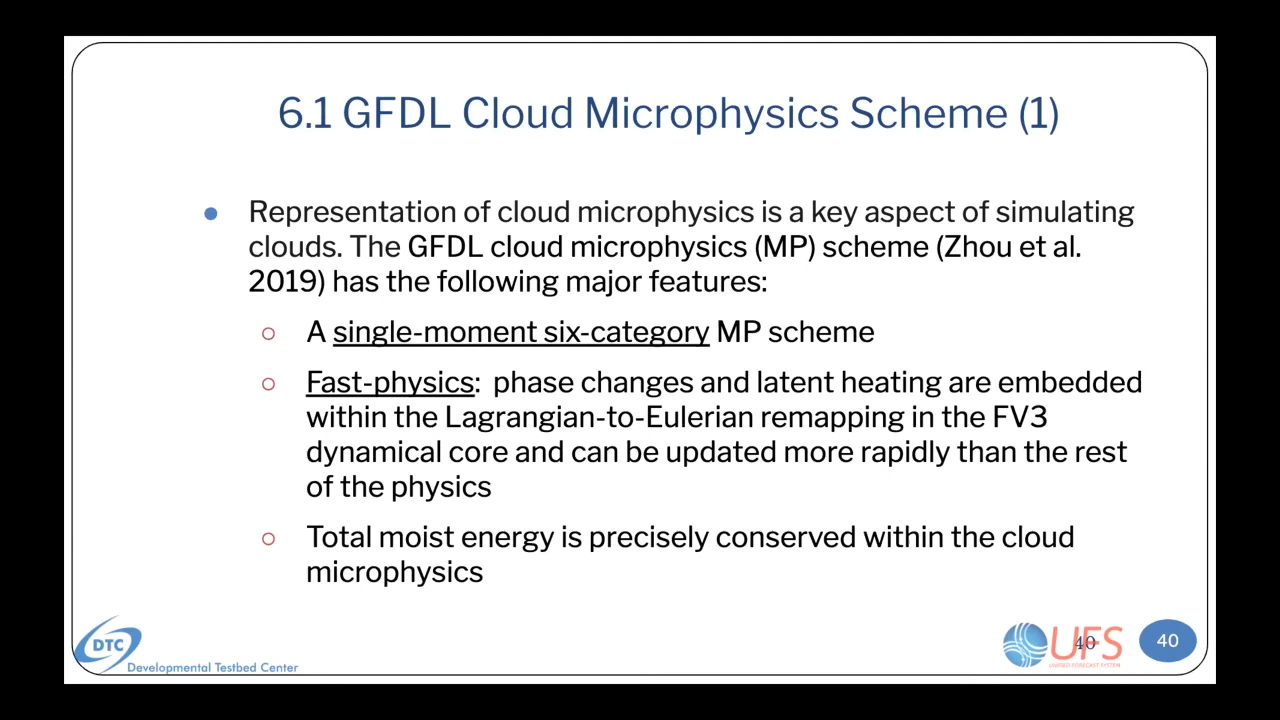 6.1 GFDL Cloud Microphysics Scheme (1)
● Representation of cloud microphysics is a key aspect of simulating
clouds. The GFDL cloud microphysics (MP) scheme (Zhou et al.
2019) has the following major features:
○ A single-moment six-category MP scheme
○ Fast-physics: phase changes and latent heating are embedded
within the Lagrangian-to-Eulerian remapping in the FV3
dynamical core and can be updated more rapidly than the rest
of the physics
○ Total moist energy is precisely conserved within the cloud
microphysics
DTC
Developmental Testbed Center
UFS
UNIFIED FORECAST SYSTEM
40
40